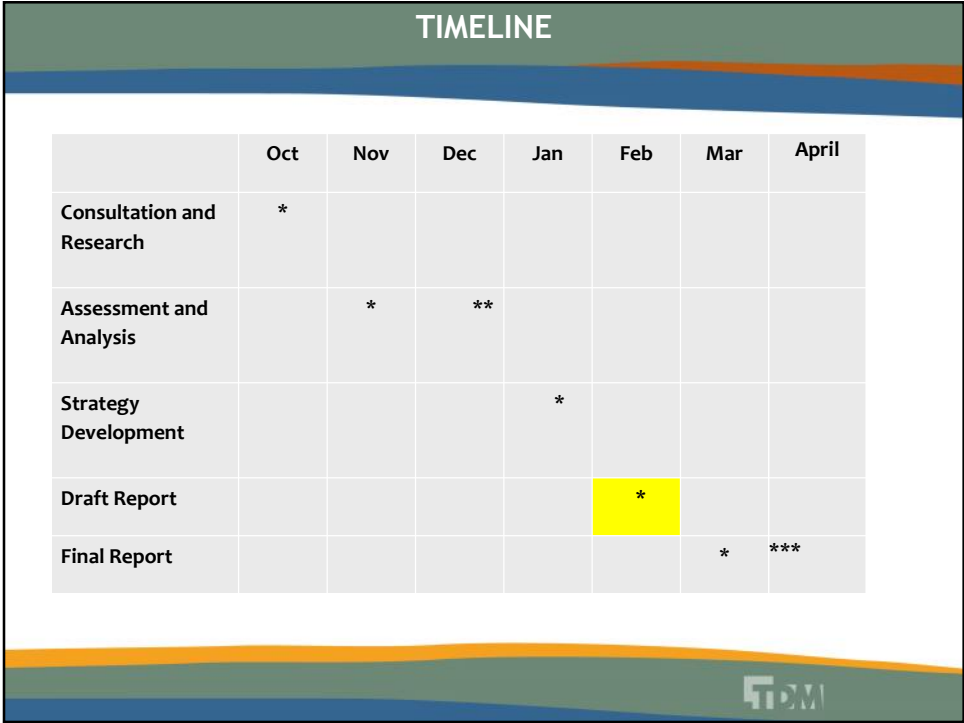 TIMELINE
Oct Nov Dec Jan Feb Mar April
Consultation and *
Research
Assessment and * **
Analysis
Strategy *
Development
Draft Report *
Final Report * ***
TDM